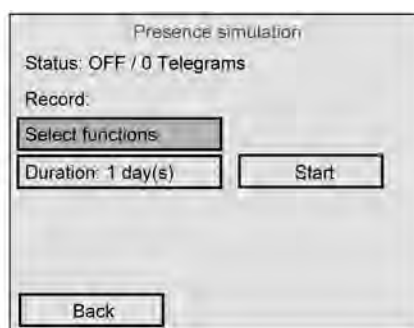 Presence simulation
Status: OFF / 0 Telegrams
Record:
Select functions
Duration: 1 day(s)
Start
Back